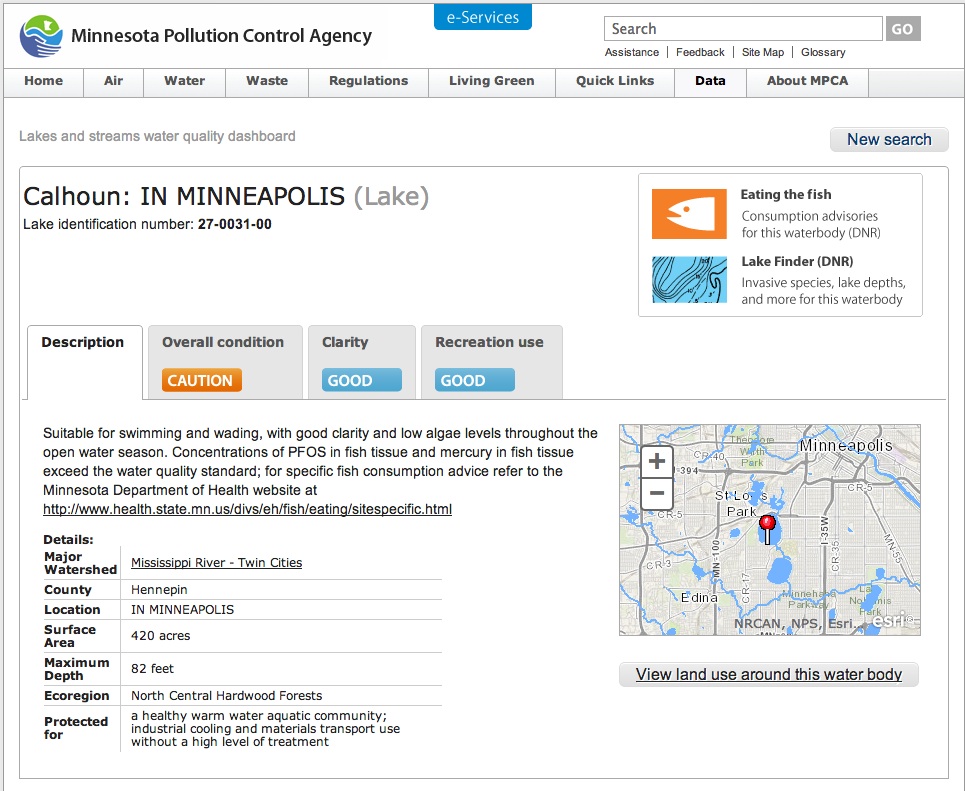 e-Services
Minnesota Pollution Control Agency
Search GO
Assistance | Feedback | Site Map | Glossary
Home Air Water Waste Regulations Living Green Quick Links Data About MPCA
Lakes and streams water quality dashboard
New search
Calhoun: IN MINNEAPOLIS (Lake)
Lake identification number: 27-0031-00
Eating the fish
Consumption advisories
for this waterbody (DNR)
Lake Finder (DNR)
Invasive species, lake depths,
and more for this waterbody
Description Overall condition Clarity Recreation use
CAUTION GOOD GOOD
Suitable for swimming and wading, with good clarity and low algae levels throughout the
open water season. Concentrations of PFOS in fish tissue and mercury in fish tissue
exceed the water quality standard; for specific fish consumption advice refer to the
Minnesota Department of Health website at
http://www.health.state.mn.us/divs/eh/fish/eating/sitespecific.html
Details:
Major
Watershed Mississippi River - Twin Cities
County Hennepin
Location IN MINNEAPOLIS
Surface
Area 420 acres
Maximum
Depth 82 feet
Ecoregion North Central Hardwood Forests
Protected
for a healthy warm water aquatic community;
industrial cooling and materials transport use
without a high level of treatment
+
−
Theodore
Wirth
Park
Minneapolis
CR-40
I-394
CR-5
St Louis
Park
CR-5
I-35W
CR-35
MN-55
MN-100
CR 3
CR-17
Edina
Minnehaha
Parkway
Park
NRCAN, NPS, Esri...
esri
View land use around this water body